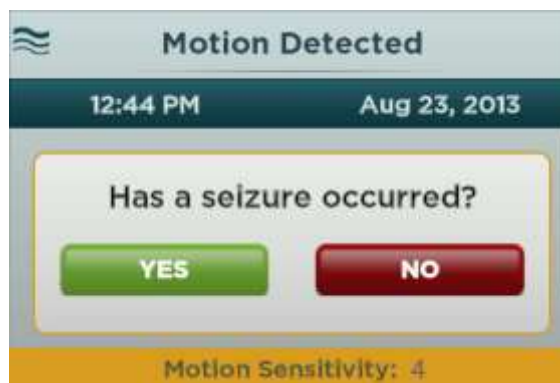 Motion Detected
12:44 PM Aug 23, 2013
Has a seizure occurred?
YES NO
Motion Sensitivity: 4